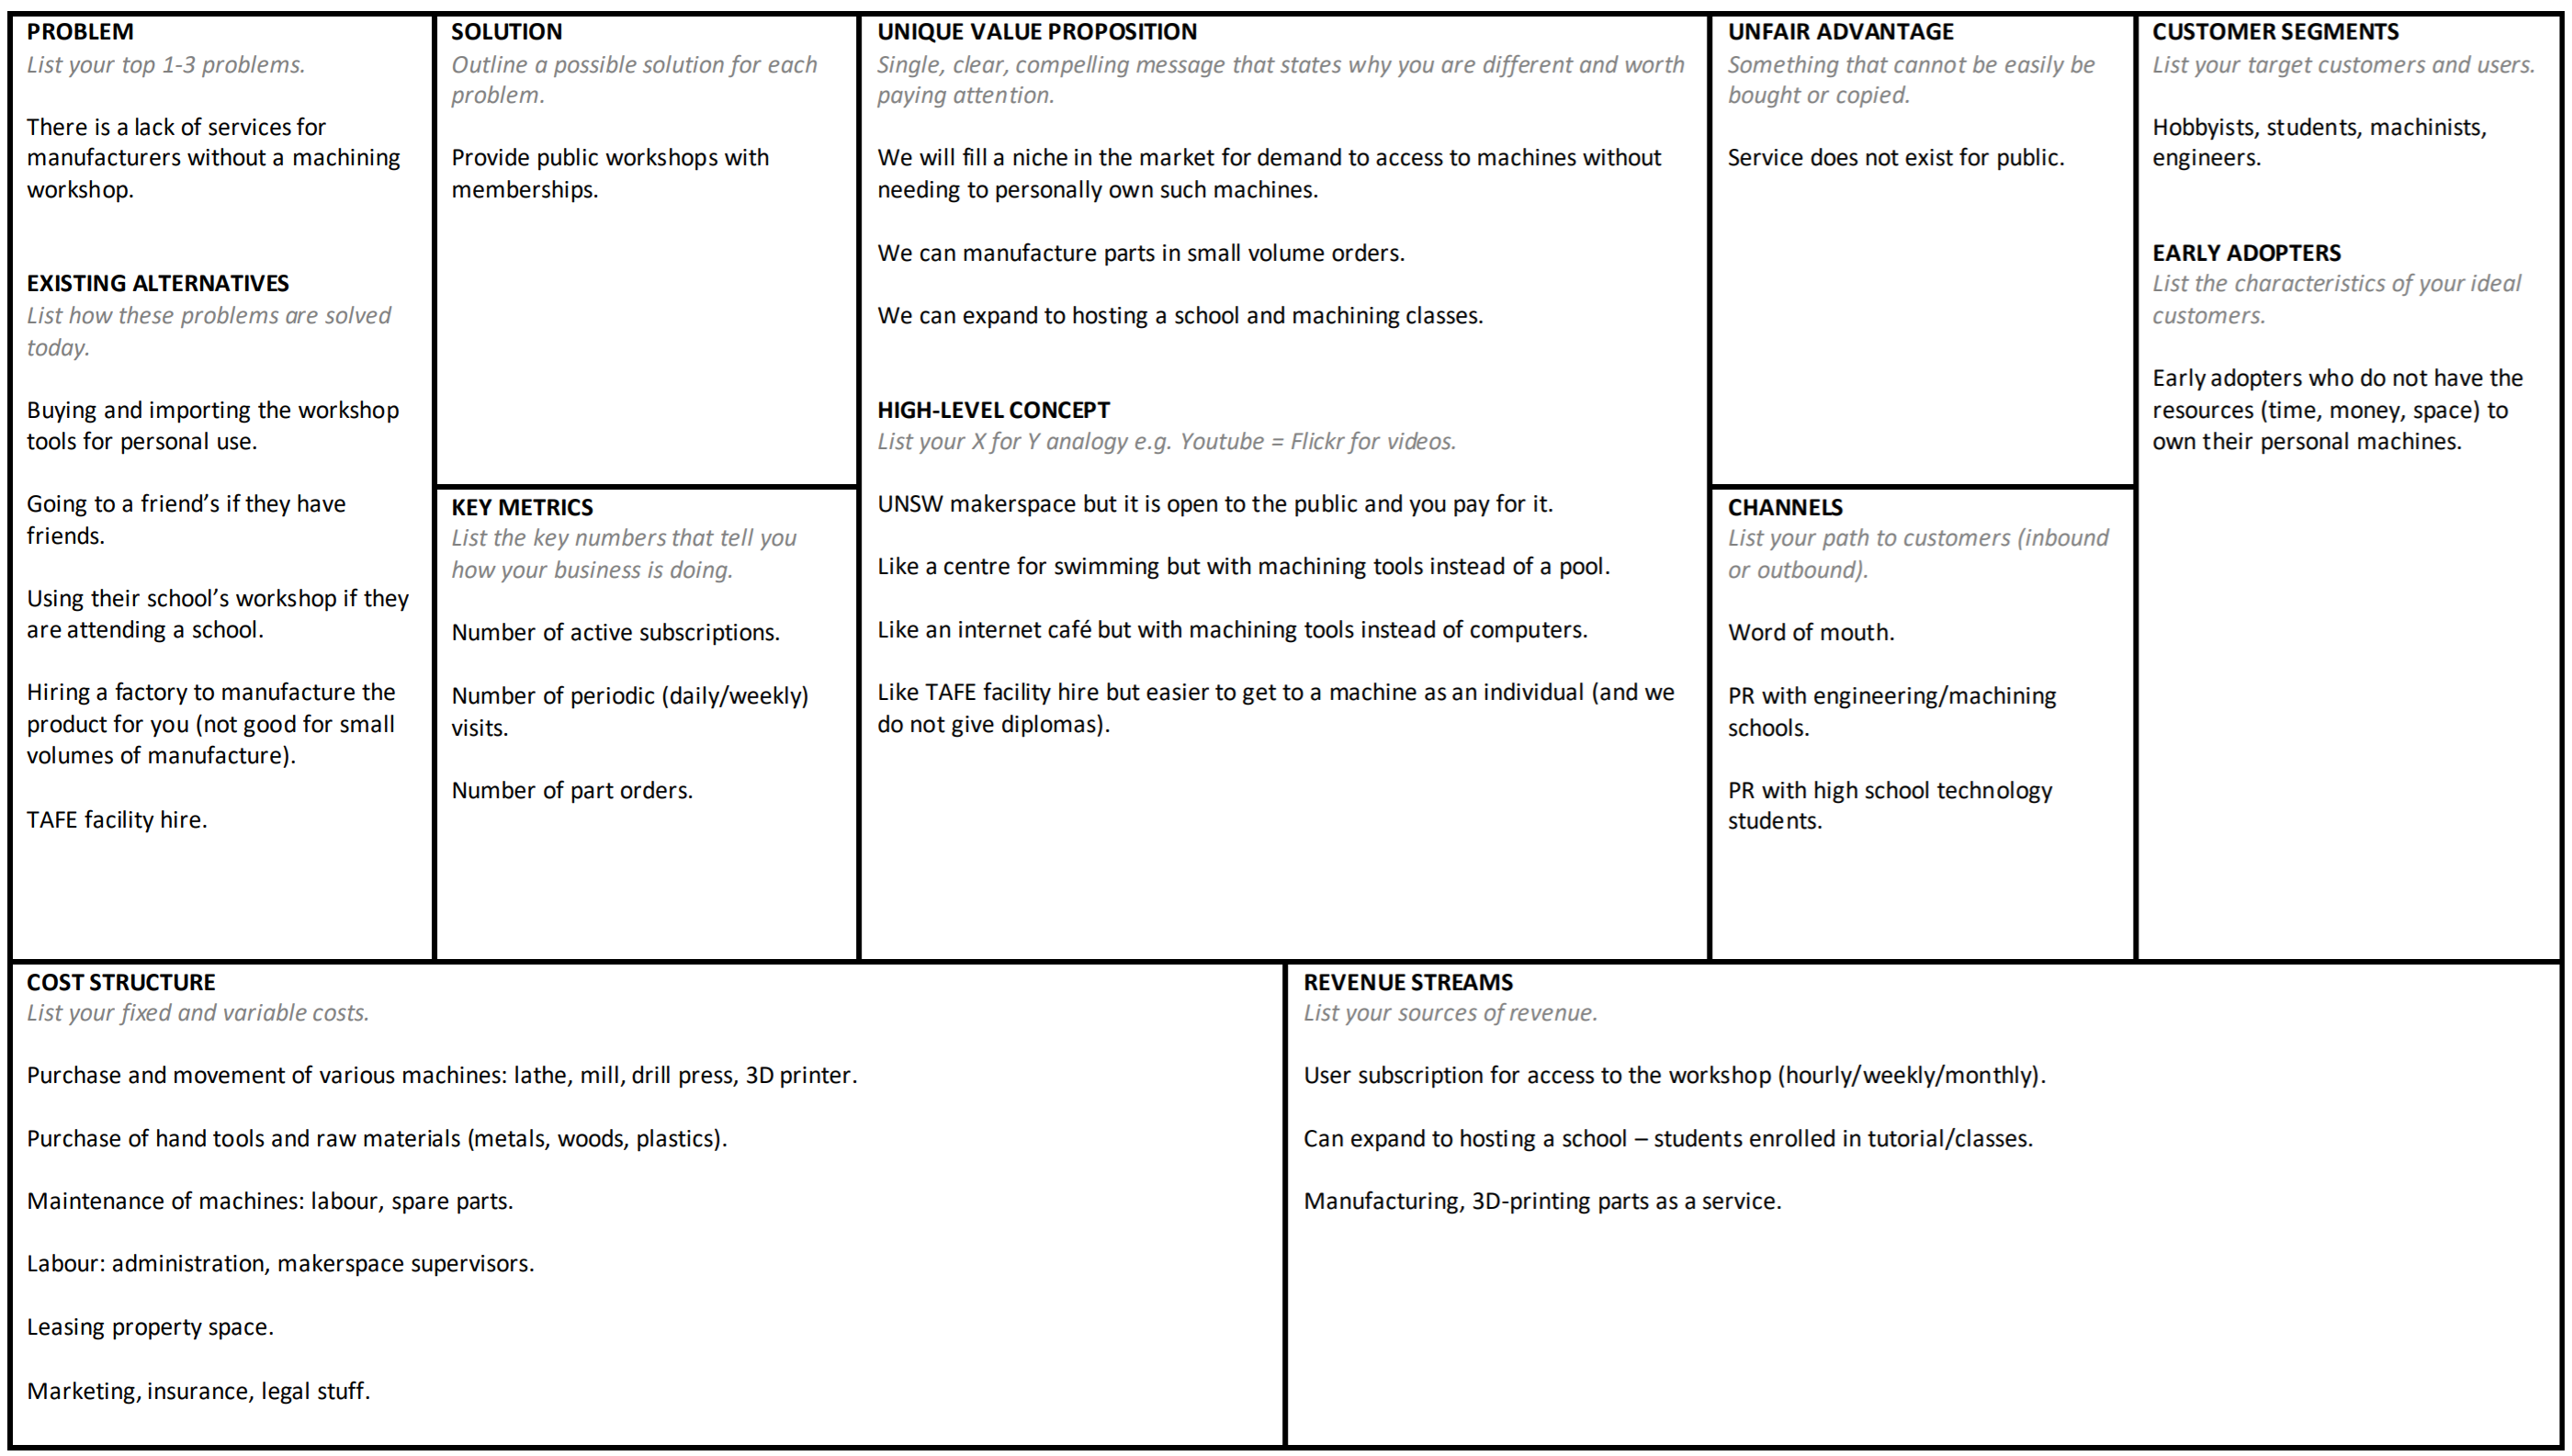 PROBLEM
List your top 1-3 problems.
There is a lack of services for
manufacturers without a machining
workshop.
EXISTING ALTERNATIVES
List how these problems are solved
today.
Buying and importing the workshop
tools for personal use.
Going to a friend’s if they have
friends.
Using their school’s workshop if they
are attending a school.
Hiring a factory to manufacture the
product for you (not good for small
volumes of manufacture).
TAFE facility hire.
SOLUTION
Outline a possible solution for each
problem.
Provide public workshops with
memberships.
KEY METRICS
List the key numbers that tell you
how your business is doing.
Number of active subscriptions.
Number of periodic (daily/weekly)
visits.
Number of part orders.
UNIQUE VALUE PROPOSITION
Single, clear, compelling message that states why you are different and worth
paying attention.
We will fill a niche in the market for demand to access to machines without
needing to personally own such machines.
We can manufacture parts in small volume orders.
We can expand to hosting a school and machining classes.
HIGH-LEVEL CONCEPT
List your X for Y analogy e.g. Youtube = Flickr for videos.
UNSW makerspace but it is open to the public and you pay for it.
Like a centre for swimming but with machining tools instead of a pool.
Like an internet café but with machining tools instead of computers.
Like TAFE facility hire but easier to get to a machine as an individual (and we
do not give diplomas).
UNFAIR ADVANTAGE
Something that cannot be easily be
bought or copied.
Service does not exist for public.
CHANNELS
List your path to customers (inbound
or outbound).
Word of mouth.
PR with engineering/machining
schools.
PR with high school technology
students.
CUSTOMER SEGMENTS
List your target customers and users.
Hobbyists, students, machinists,
engineers.
EARLY ADOPTERS
List the characteristics of your ideal
customers.
Early adopters who do not have the
resources (time, money, space) to
own their personal machines.
COST STRUCTURE
List your fixed and variable costs.
Purchase and movement of various machines: lathe, mill, drill press, 3D printer.
Purchase of hand tools and raw materials (metals, woods, plastics).
Maintenance of machines: labour, spare parts.
Labour: administration, makerspace supervisors.
Leasing property space.
Marketing, insurance, legal stuff.
REVENUE STREAMS
List your sources of revenue.
User subscription for access to the workshop (hourly/weekly/monthly).
Can expand to hosting a school – students enrolled in tutorial/classes.
Manufacturing, 3D-printing parts as a service.